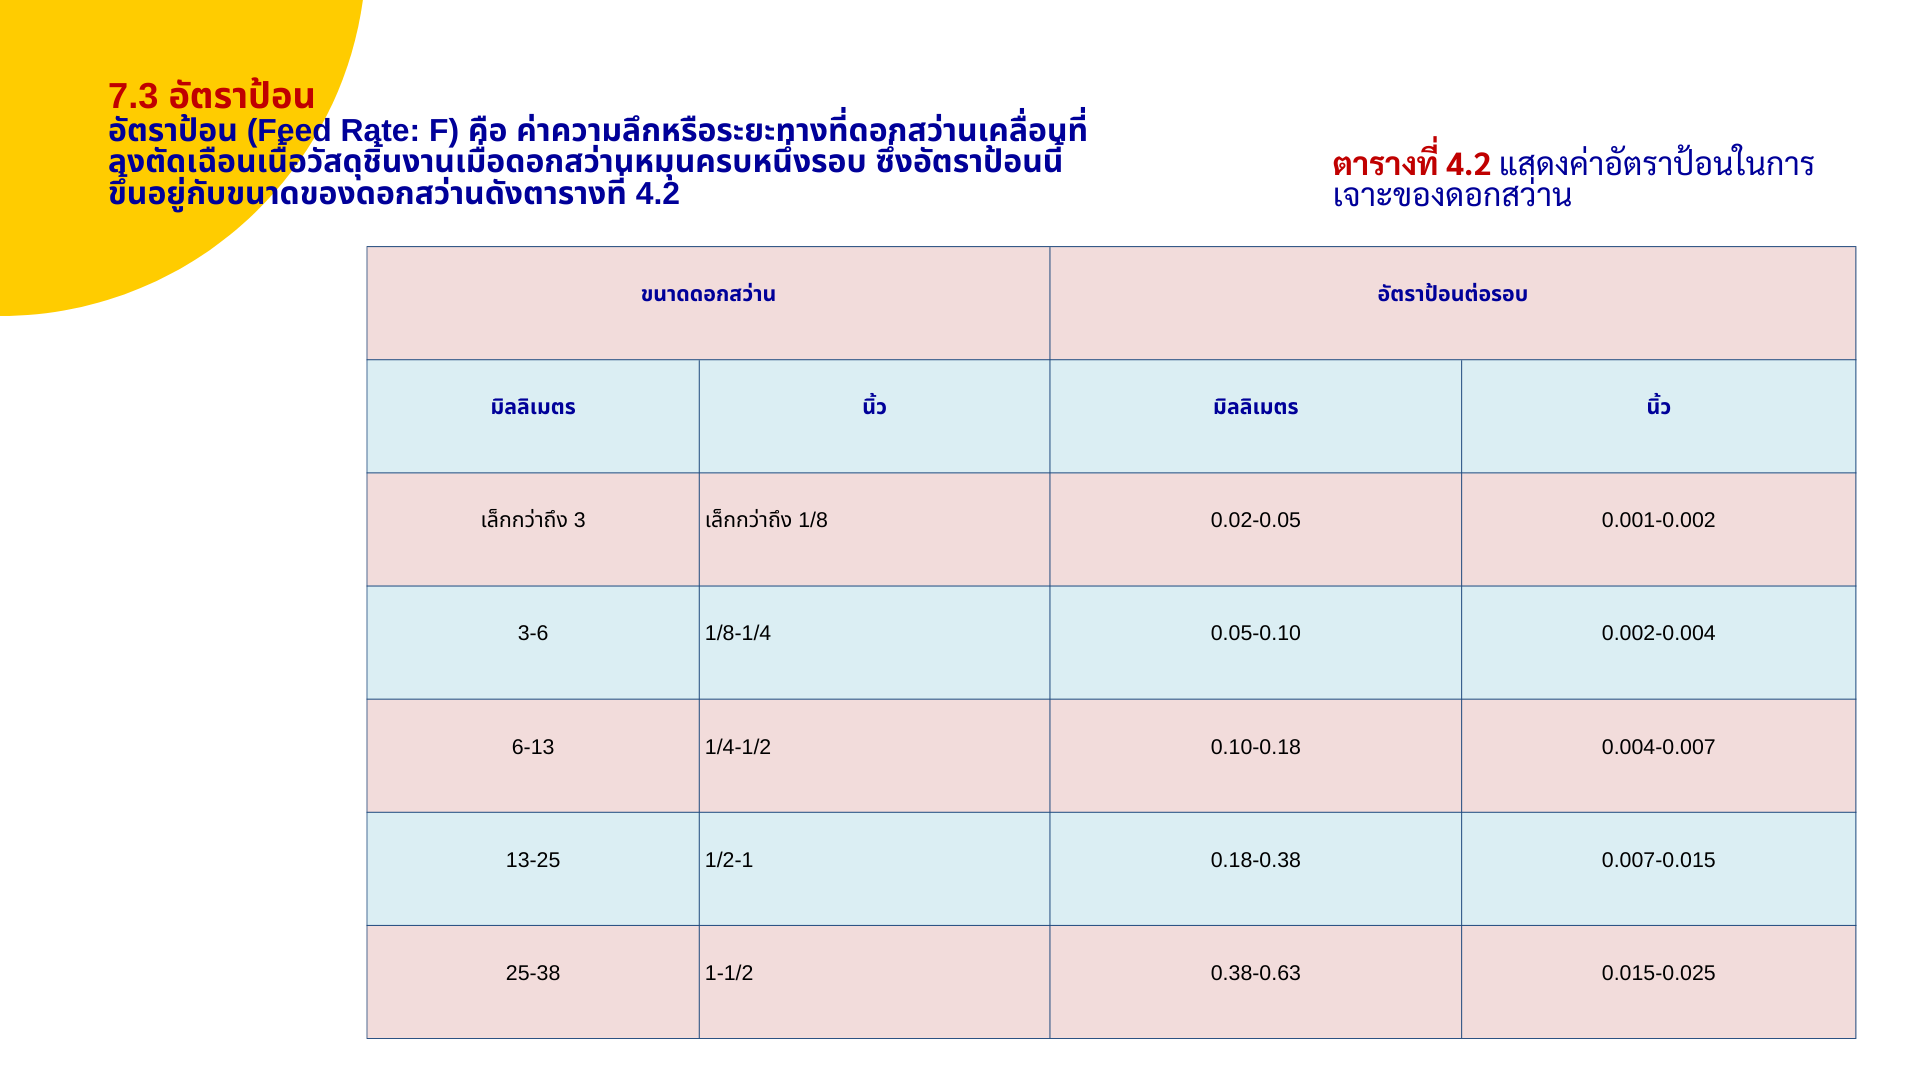 7.3 อัตราป้อน
อัตราป้อน (Feed Rate: F) คือ ค่าความลึกหรือระยะทางที่ดอกสว่านเคลื่อนที่
ลงตัดเฉือนเนื้อวัสดุชิ้นงานเมื่อดอกสว่านหมุนครบหนึ่งรอบ ซึ่งอัตราป้อนนี้
ขึ้นอยู่กับขนาดของดอกสว่านดังตารางที่ 4.2
ตารางที่ 4.2 แสดงค่าอัตราป้อนในการ
เจาะของดอกสว่าน
ขนาดดอกสว่าน อัตราป้อนต่อรอบ
มิลลิเมตร นิ้ว มิลลิเมตร นิ้ว
เล็กกว่าถึง 3 เล็กกว่าถึง 1/8 0.02-0.05 0.001-0.002
3-6 1/8-1/4 0.05-0.10 0.002-0.004
6-13 1/4-1/2 0.10-0.18 0.004-0.007
13-25 1/2-1 0.18-0.38 0.007-0.015
25-38 1-1/2 0.38-0.63 0.015-0.025